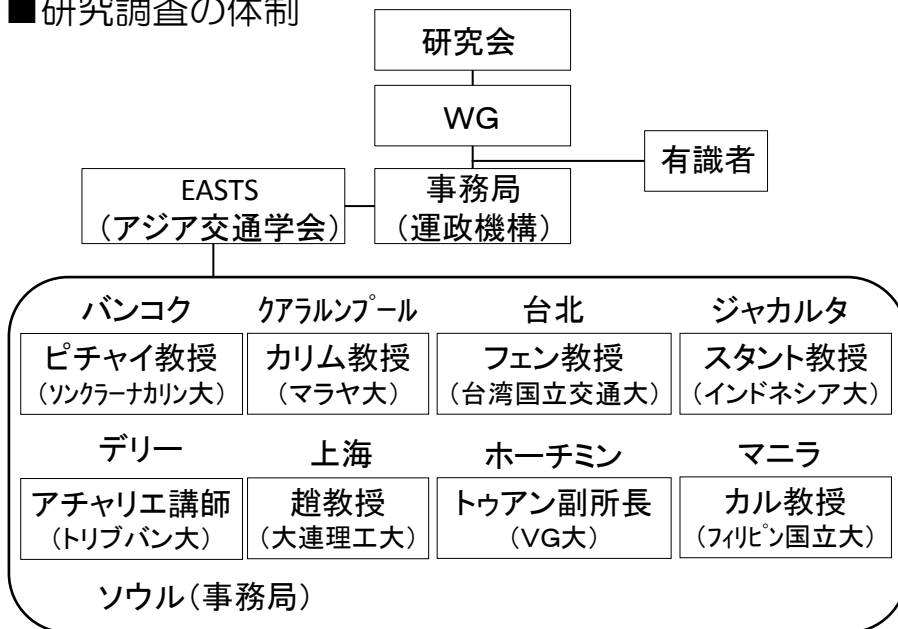 ■研究調査の体制
研究会
WG
有識者
EASTS
（アジア交通学会）
事務局
（運政機構）
バンコク
ｸｱﾗﾙﾝﾌﾟｰﾙ
台北
ジャカルタ
ピチャイ教授
（ｿﾝｸﾗｰﾅｶﾘﾝ大）
カリム教授
（マラヤ大）
フェン教授
（台湾国立交通大）
スタント教授
（インドネシア大）
デリー
上海
ホーチミン
マニラ
アチャリエ講師
（トリブバン大）
趙教授
（大連理工大）
トゥアン副所長
（VG大）
カル教授
（ﾌｨﾘﾋﾟﾝ国立大）
ソウル（事務局）